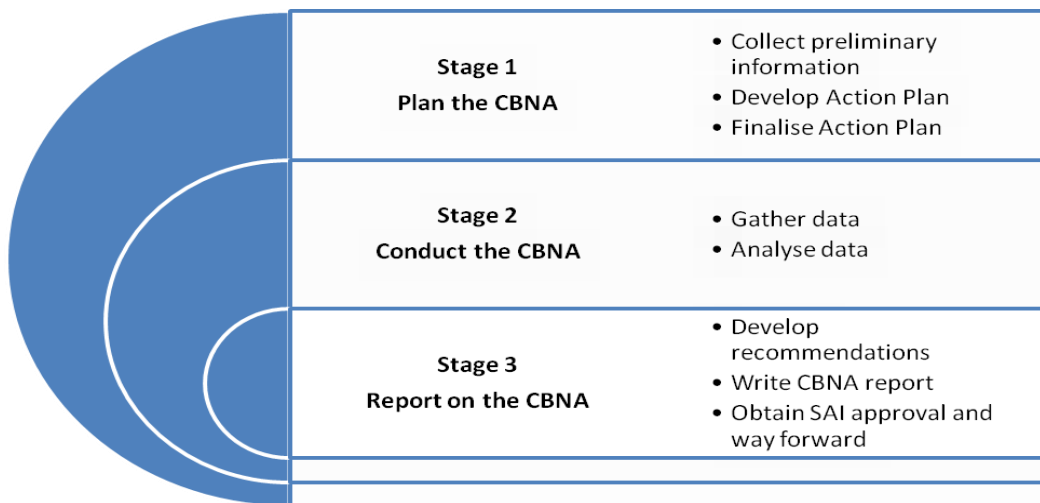 Stage 1
Plan the CBNA
• Collect preliminary
information
• Develop Action Plan
• Finalise Action Plan
Stage 2
Conduct the CBNA
• Gather data
• Analyse data
Stage 3
Report on the CBNA
• Develop
recommendations
• Write CBNA report
• Obtain SAI approval and
way forward